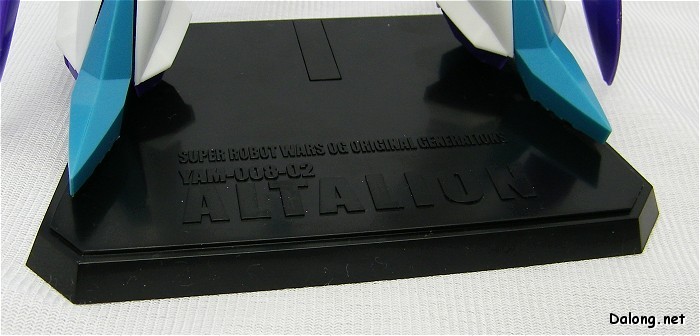 SUPER ROBOT WARS OG ORIGINAL GENERATIONS
YAM-008-02
ALTALION
Dalong.net